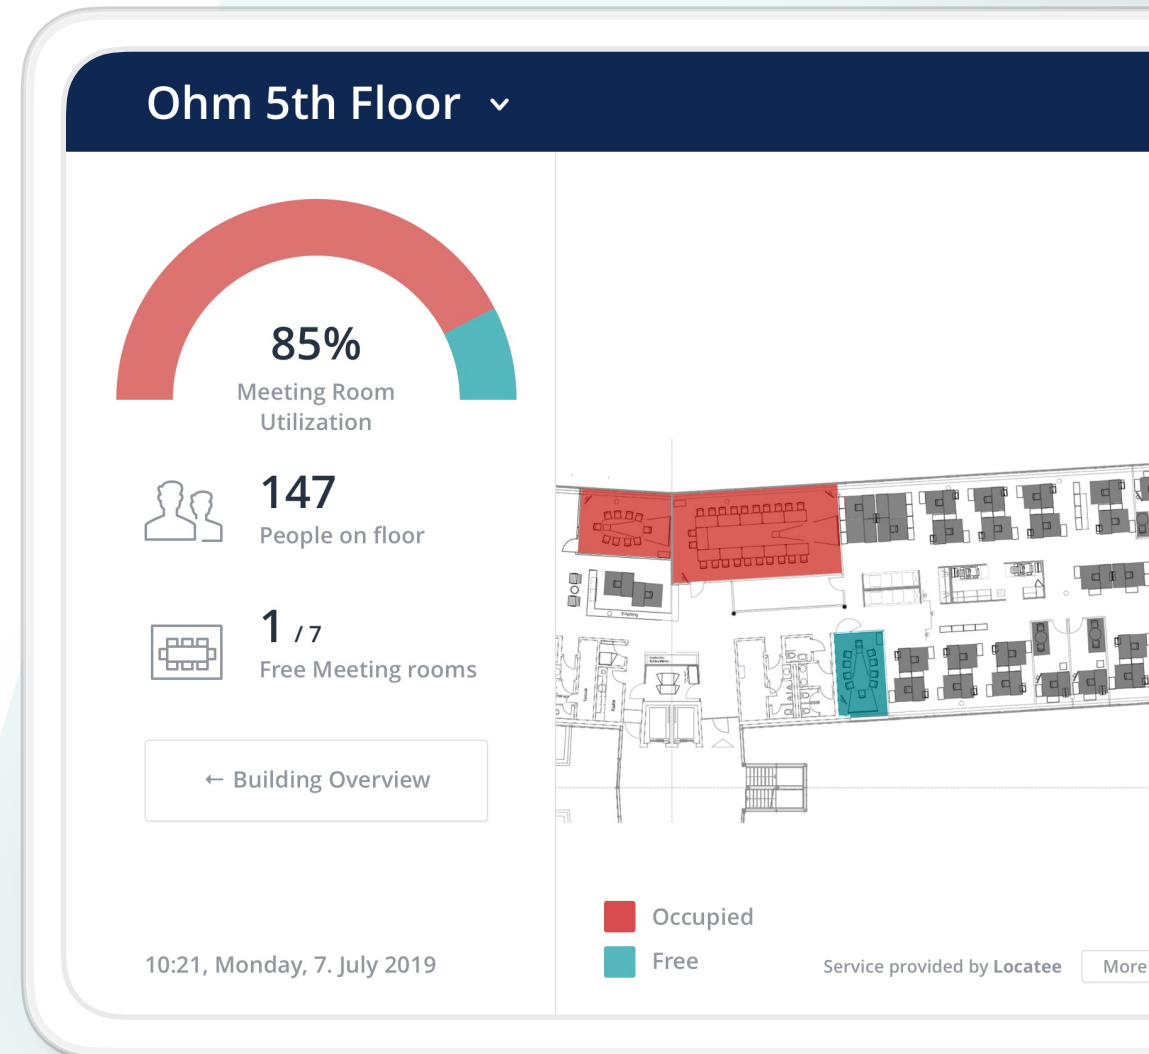 Ohm 5th Floor
85%
Meeting Room
Utilization
147
People on floor
1 / 7
Free Meeting rooms
← Building Overview
10:21, Monday, 7. July 2019
Empfang
Occupied
Free
Service provided by Locatee
More